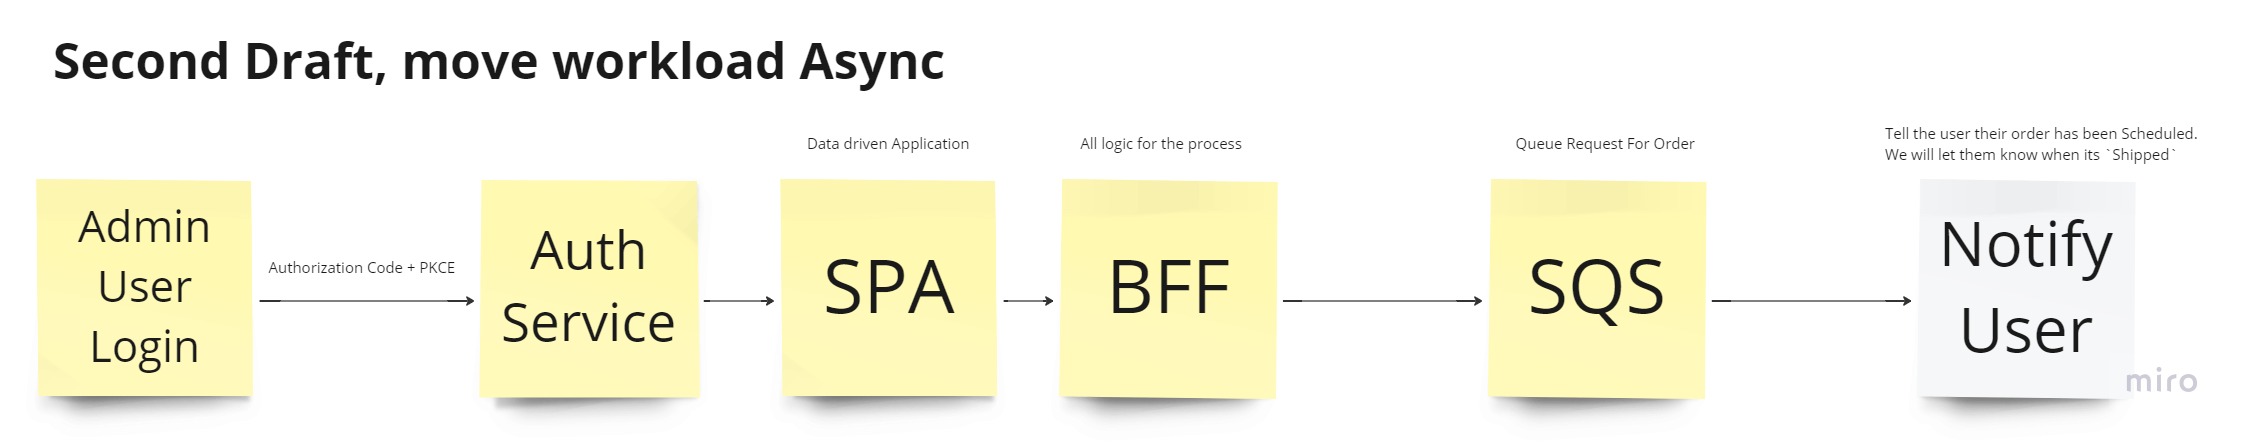 Second Draft, move workload Async
Data driven Application
All logic for the process
Queue Request For Order
Tell the user their order has been Scheduled.
We will let them know when its `Shipped`
Admin
User
Login
Authorization Code + PKCE
Auth
Service
SPA
BFF
SQS
Notify
User
miro